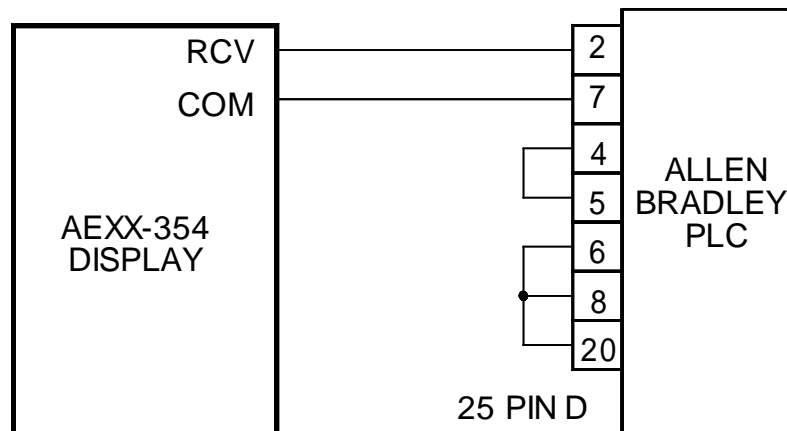 RCV
COM
AEXX-354
DISPLAY
2
7
4
5
6
8
20
25 PIN D
ALLEN
BRADLEY
PLC